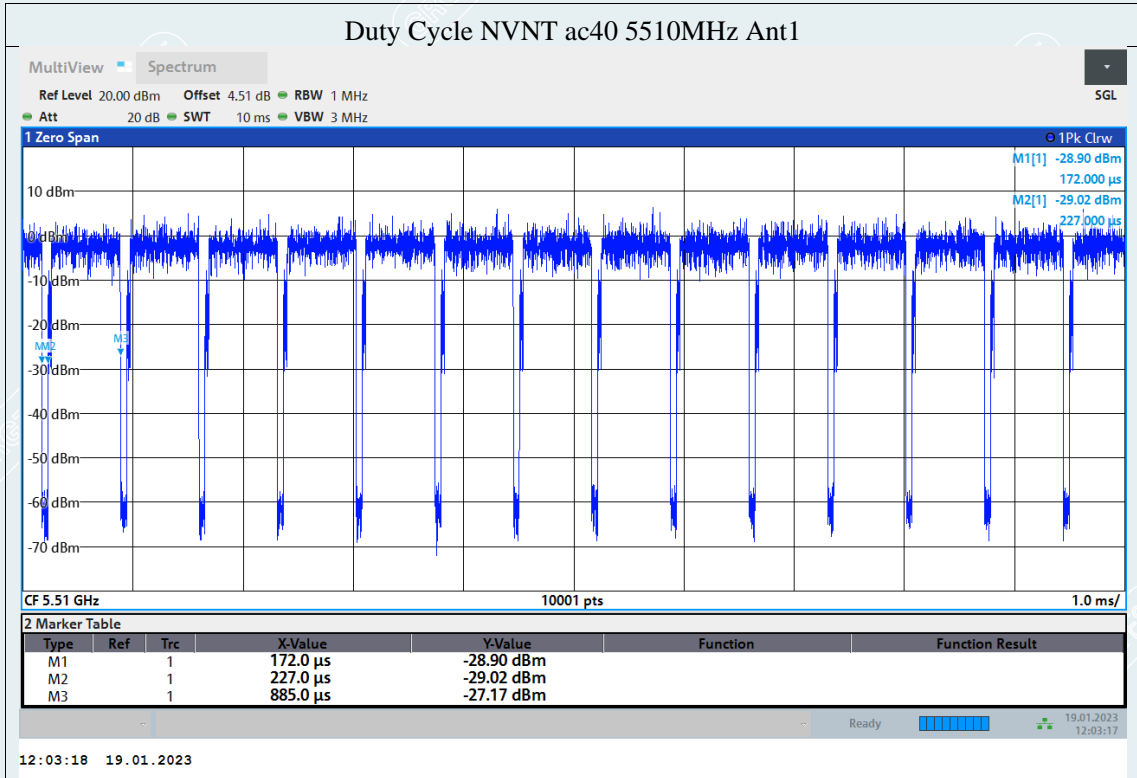 Duty Cycle NVNT ac40 5510MHz Ant1
MultiView Spectrum
Ref Level 20.00 dBm Offset 4.51 dB RBW 1 MHz SGL
Att 20 dB SWT 10 ms VBW 3 MHz
1 Zero Span 1Pk Clrw
M1[1] -28.90 dBm
172.000 µs
10 dBm
M2[1] -29.02 dBm
227.000 µs
0 dBm
-10 dBm
-20 dBm
M3
M2
-30 dBm
-40 dBm
-50 dBm
-60 dBm
-70 dBm
CF 5.51 GHz 10001 pts 1.0 ms/
2 Marker Table
Type Ref Trc X-Value Y-Value Function Function Result
M1 1 172.0 µs -28.90 dBm
M2 1 227.0 µs -29.02 dBm
M3 1 885.0 µs -27.17 dBm
Ready 19.01.2023
12:03:17
12:03:18 19.01.2023